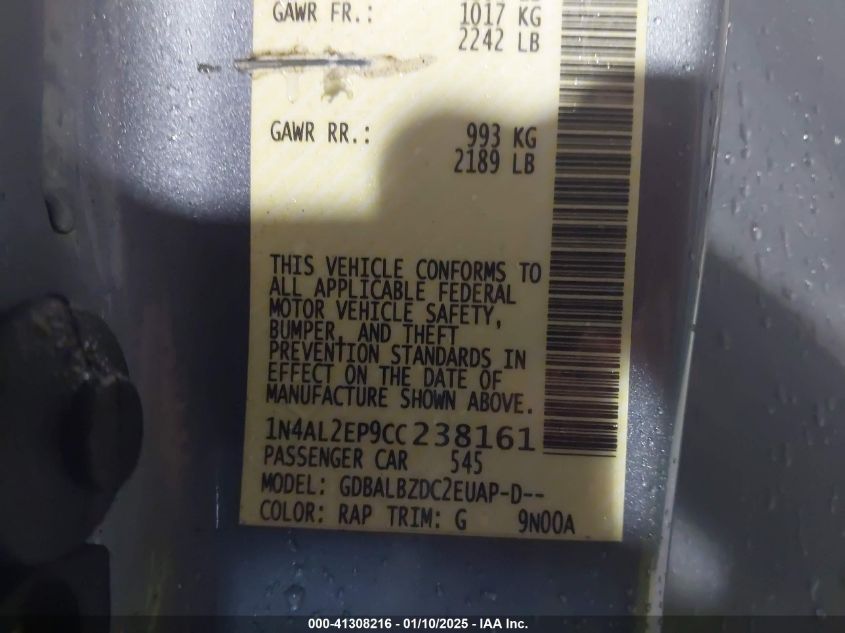 GAWR FR.: 1017 KG
2242 LB
GAWR RR.: 993 KG
2189 LB
THIS VEHICLE CONFORMS TO
ALL APPLICABLE FEDERAL
MOTOR VEHICLE SAFETY,
BUMPER, AND THEFT
PREVENTION STANDARDS IN
EFFECT ON THE DATE OF
MANUFACTURE SHOWN ABOVE.
1N4AL2EP9CC238161
PASSENGER CAR 545
MODEL: GDBALBZDC2EUAP-D--
COLOR: RAP TRIM: G 9N00A
000-41308216 - 01/10/2025 - IAA Inc.